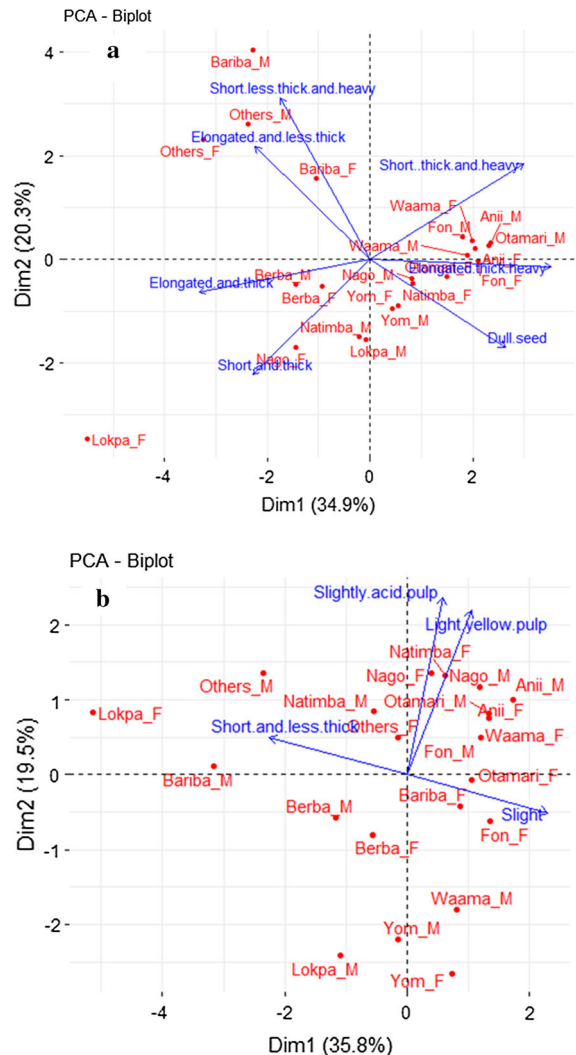 PCA - Biplot
a
4
Bariba_M
Short.less.thick.and.heavy
Others_M
Elongated.and.less.thick
Others_F
2
Bariba_F
Short..thick.and.heavy
Waama_F
Fon_M
Anii_M
Waama_M
Otamari_M
0
Anii_F
Elongated.thick.heavy
Berba_M
Nago_M
Fon_F
Elongated.and.thick
Berba_F
Yom_F
Natimba_F
Natimba_M
Yom_M
Dull.seed
-2
Nago_F
Lokpa_M
Short.and.thick
Lokpa_F
Dim2 (20.3%)
-4
-2
0
2
Dim1 (34.9%)
PCA - Biplot
b
Slightly.acid.pulp
2
Light.yellow.pulp
Natimba_F
Others_M
Nago_F
Nago_M
Anii_M
1
Lokpa_F
Natimba_M
Otamari_M
Anii_F
Short.and.less.thick
Others_F
Waama_F
Fon_M
0
Bariba_M
Otamari_F
Bariba_F
Slight
Berba_M
Fon_F
-1
Berba_F
Waama_M
-2
Yom_M
Lokpa_M
Yom_F
Dim2 (19.5%)
-4
-2
0
2
Dim1 (35.8%)